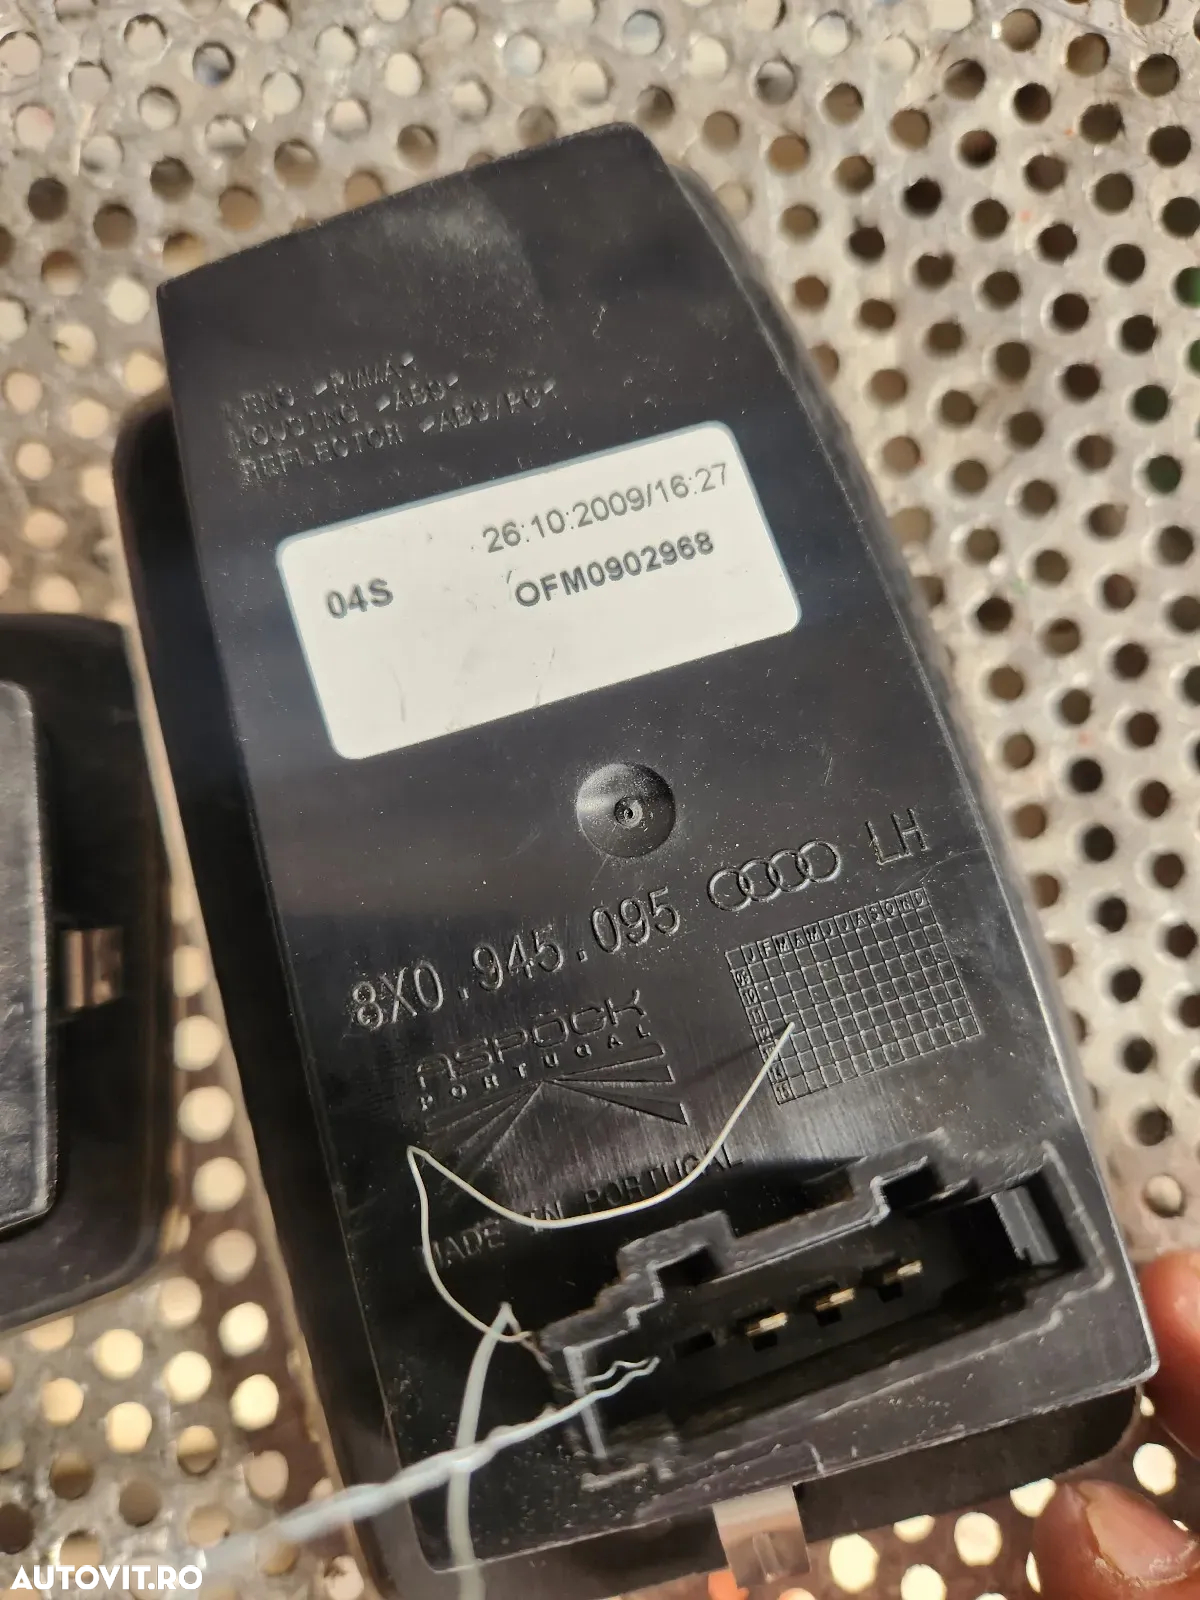 LENS >PMMA<
HOUSING >ABS<
REFLECTOR >ABS/PC<
26:10:2009/16:27
04S OFM0902968
8X0.945.095 LH
J F M A M J J A S O N D
ASPÖCK
PORTUGAL
MADE IN PORTUGAL
AUTOVIT.RO